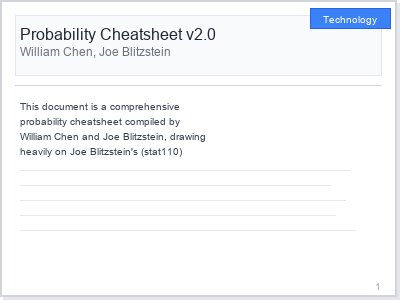 Technology
Probability Cheatsheet v2.0
William Chen, Joe Blitzstein
This document is a comprehensive
probability cheatsheet compiled by
William Chen and Joe Blitzstein, drawing
heavily on Joe Blitzstein's (stat110)
1